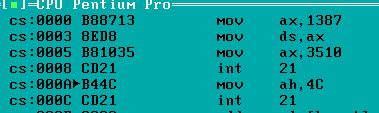 =[■]=CPU Pentium Pro=
cs:0000 B88713 mov ax,1387
cs:0003 8ED8 mov ds,ax
cs:0005 B81035 mov ax,3510
cs:0008 CD21 int 21
cs:000A►B44C mov ah,4C
cs:000C CD21 int 21